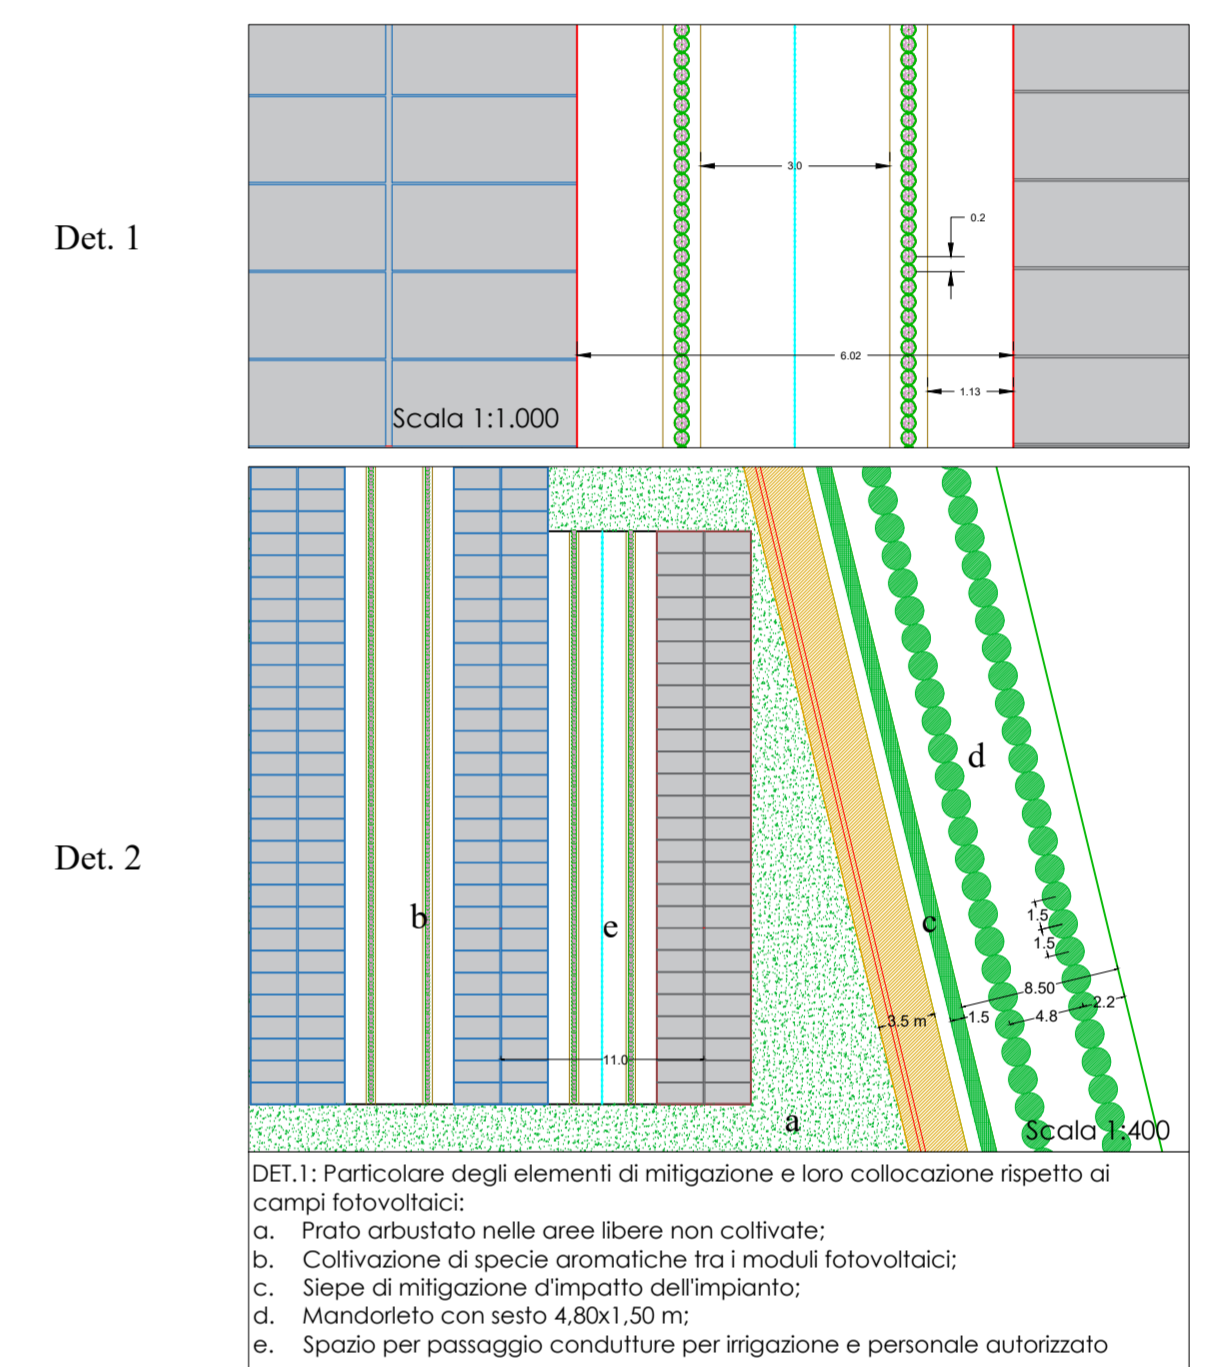 Det. 1
3.0
0.2
6.02
1.13
Scala 1:1.000
Det. 2
d
b
e
c
1.5
1.5
8.50
2.2
3.5 m
1.5
4.8
11.0
a
Scala 1:400
DET.1: Particolare degli elementi di mitigazione e loro collocazione rispetto ai
campi fotovoltaici:
a. Prato arbustato nelle aree libere non coltivate;
b. Coltivazione di specie aromatiche tra i moduli fotovoltaici;
c. Siepe di mitigazione d'impatto dell'impianto;
d. Mandorleto con sesto 4,80x1,50 m;
e. Spazio per passaggio condutture per irrigazione e personale autorizzato